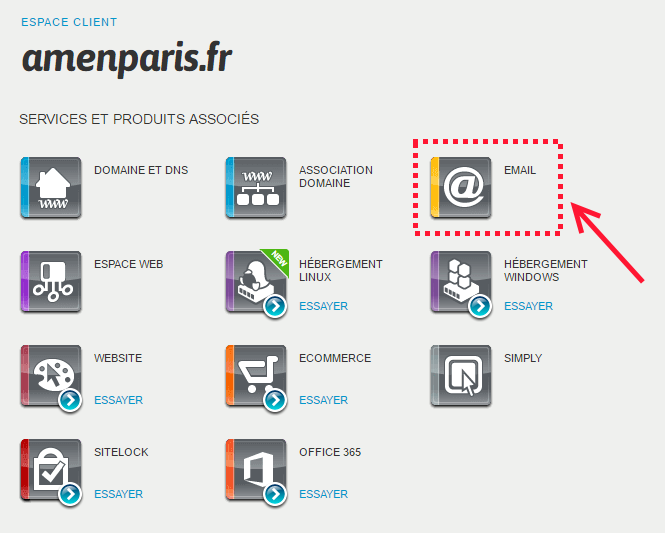 ESPACE CLIENT
amenparis.fr
SERVICES ET PRODUITS ASSOCIÉS
www
DOMAINE ET DNS
www
ASSOCIATION
DOMAINE
@
EMAIL
ESPACE WEB
NEW
HÉBERGEMENT
LINUX
ESSAYER
HÉBERGEMENT
WINDOWS
ESSAYER
WEBSITE
ESSAYER
ECOMMERCE
ESSAYER
SIMPLY
SITELOCK
ESSAYER
OFFICE 365
ESSAYER